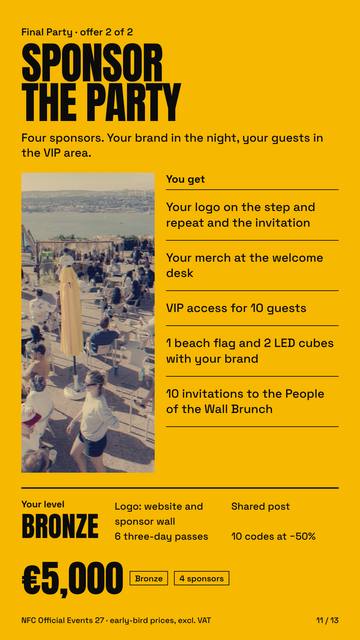 Final Party · offer 2 of 2
SPONSOR
THE PARTY
Four sponsors. Your brand in the night, your guests in
the VIP area.
You get
Your logo on the step and
repeat and the invitation
Your merch at the welcome
desk
VIP access for 10 guests
1 beach flag and 2 LED cubes
with your brand
10 invitations to the People
of the Wall Brunch
Your level
BRONZE
Logo: website and
sponsor wall
Shared post
6 three-day passes
10 codes at −50%
€5,000
Bronze
4 sponsors
NFC Official Events 27 · early-bird prices, excl. VAT
11 / 13